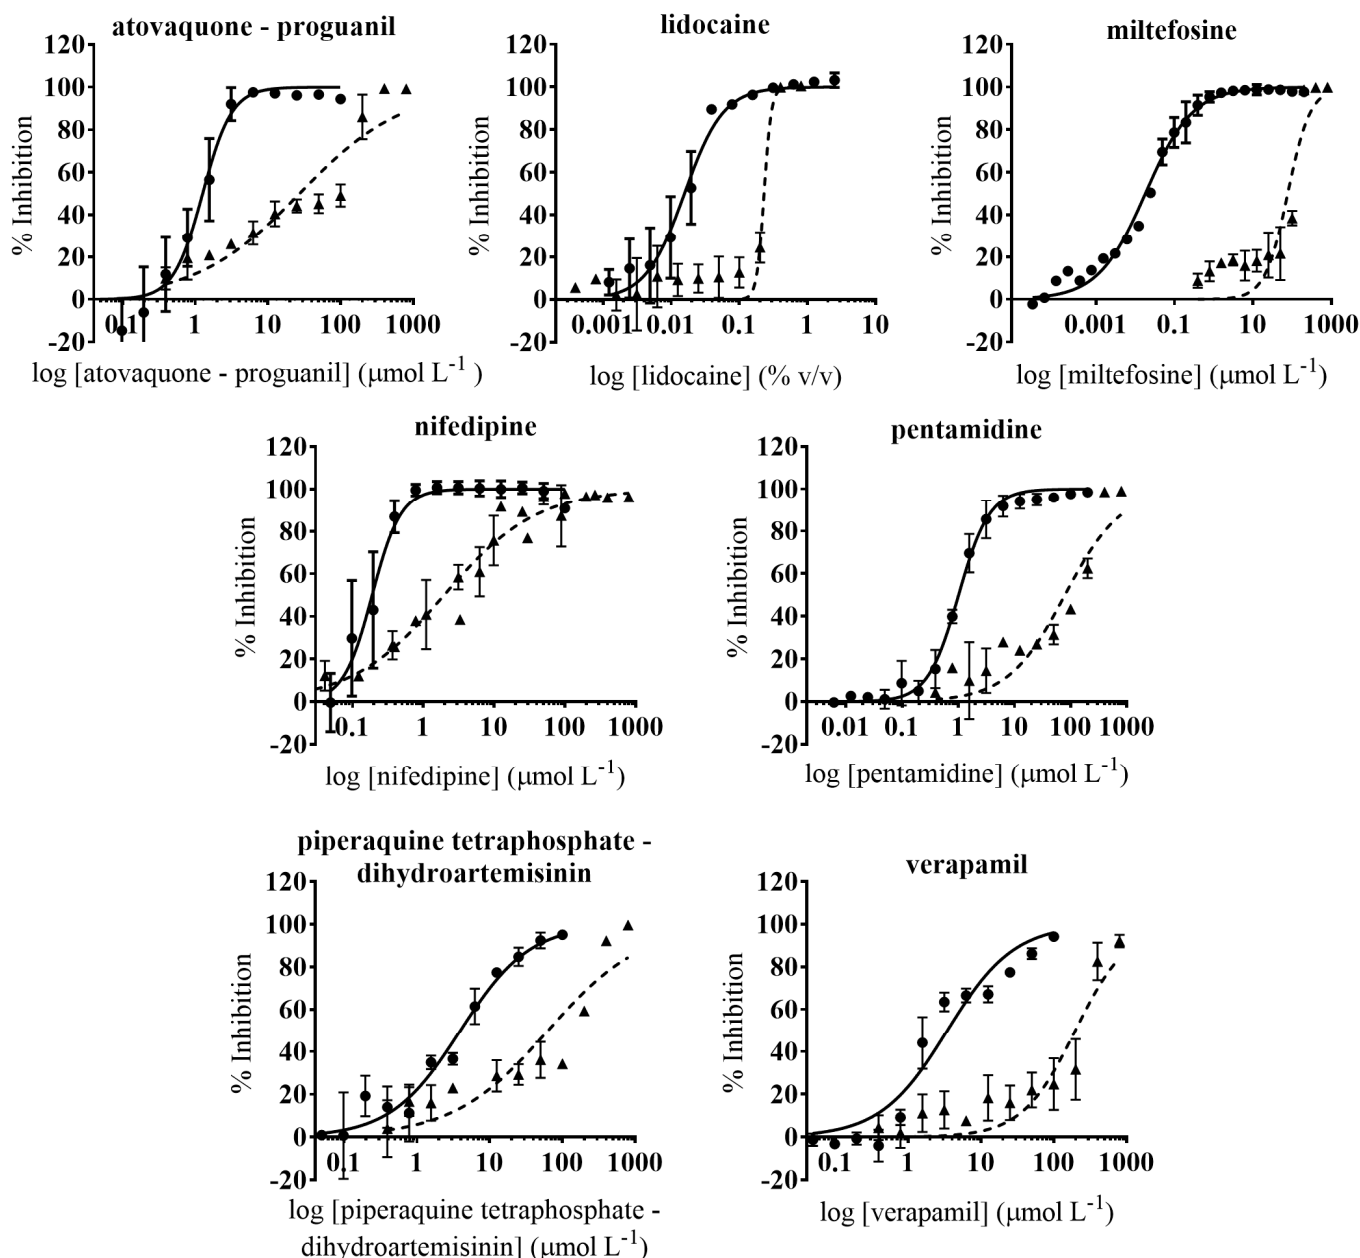 atovaquone - proguanil
120
100
80
60
40
20
0
-20
% Inhibition
0.1 1 10 100 1000
log [atovaquone - proguanil] (μmol L-1 )
lidocaine
120
100
80
60
40
20
0
-20
% Inhibition
0.001 0.01 0.1 1 10
log [lidocaine] (% v/v)
miltefosine
120
100
80
60
40
20
0
-20
% Inhibition
0.001 0.1 10 1000
log [miltefosine] (μmol L-1)
nifedipine
120
100
80
60
40
20
0
-20
% Inhibition
0.1 1 10 100 1000
log [nifedipine] (μmol L-1)
pentamidine
120
100
80
60
40
20
0
-20
% Inhibition
0.01 0.1 1 10 100 1000
log [pentamidine] (μmol L-1)
piperaquine tetraphosphate -
dihydroartemisinin
120
100
80
60
40
20
0
-20
% Inhibition
0.1 1 10 100 1000
log [piperaquine tetraphosphate -
dihydroartemisinin] (μmol L-1)
verapamil
120
100
80
60
40
20
0
-20
% Inhibition
0.1 1 10 100 1000
log [verapamil] (μmol L-1)